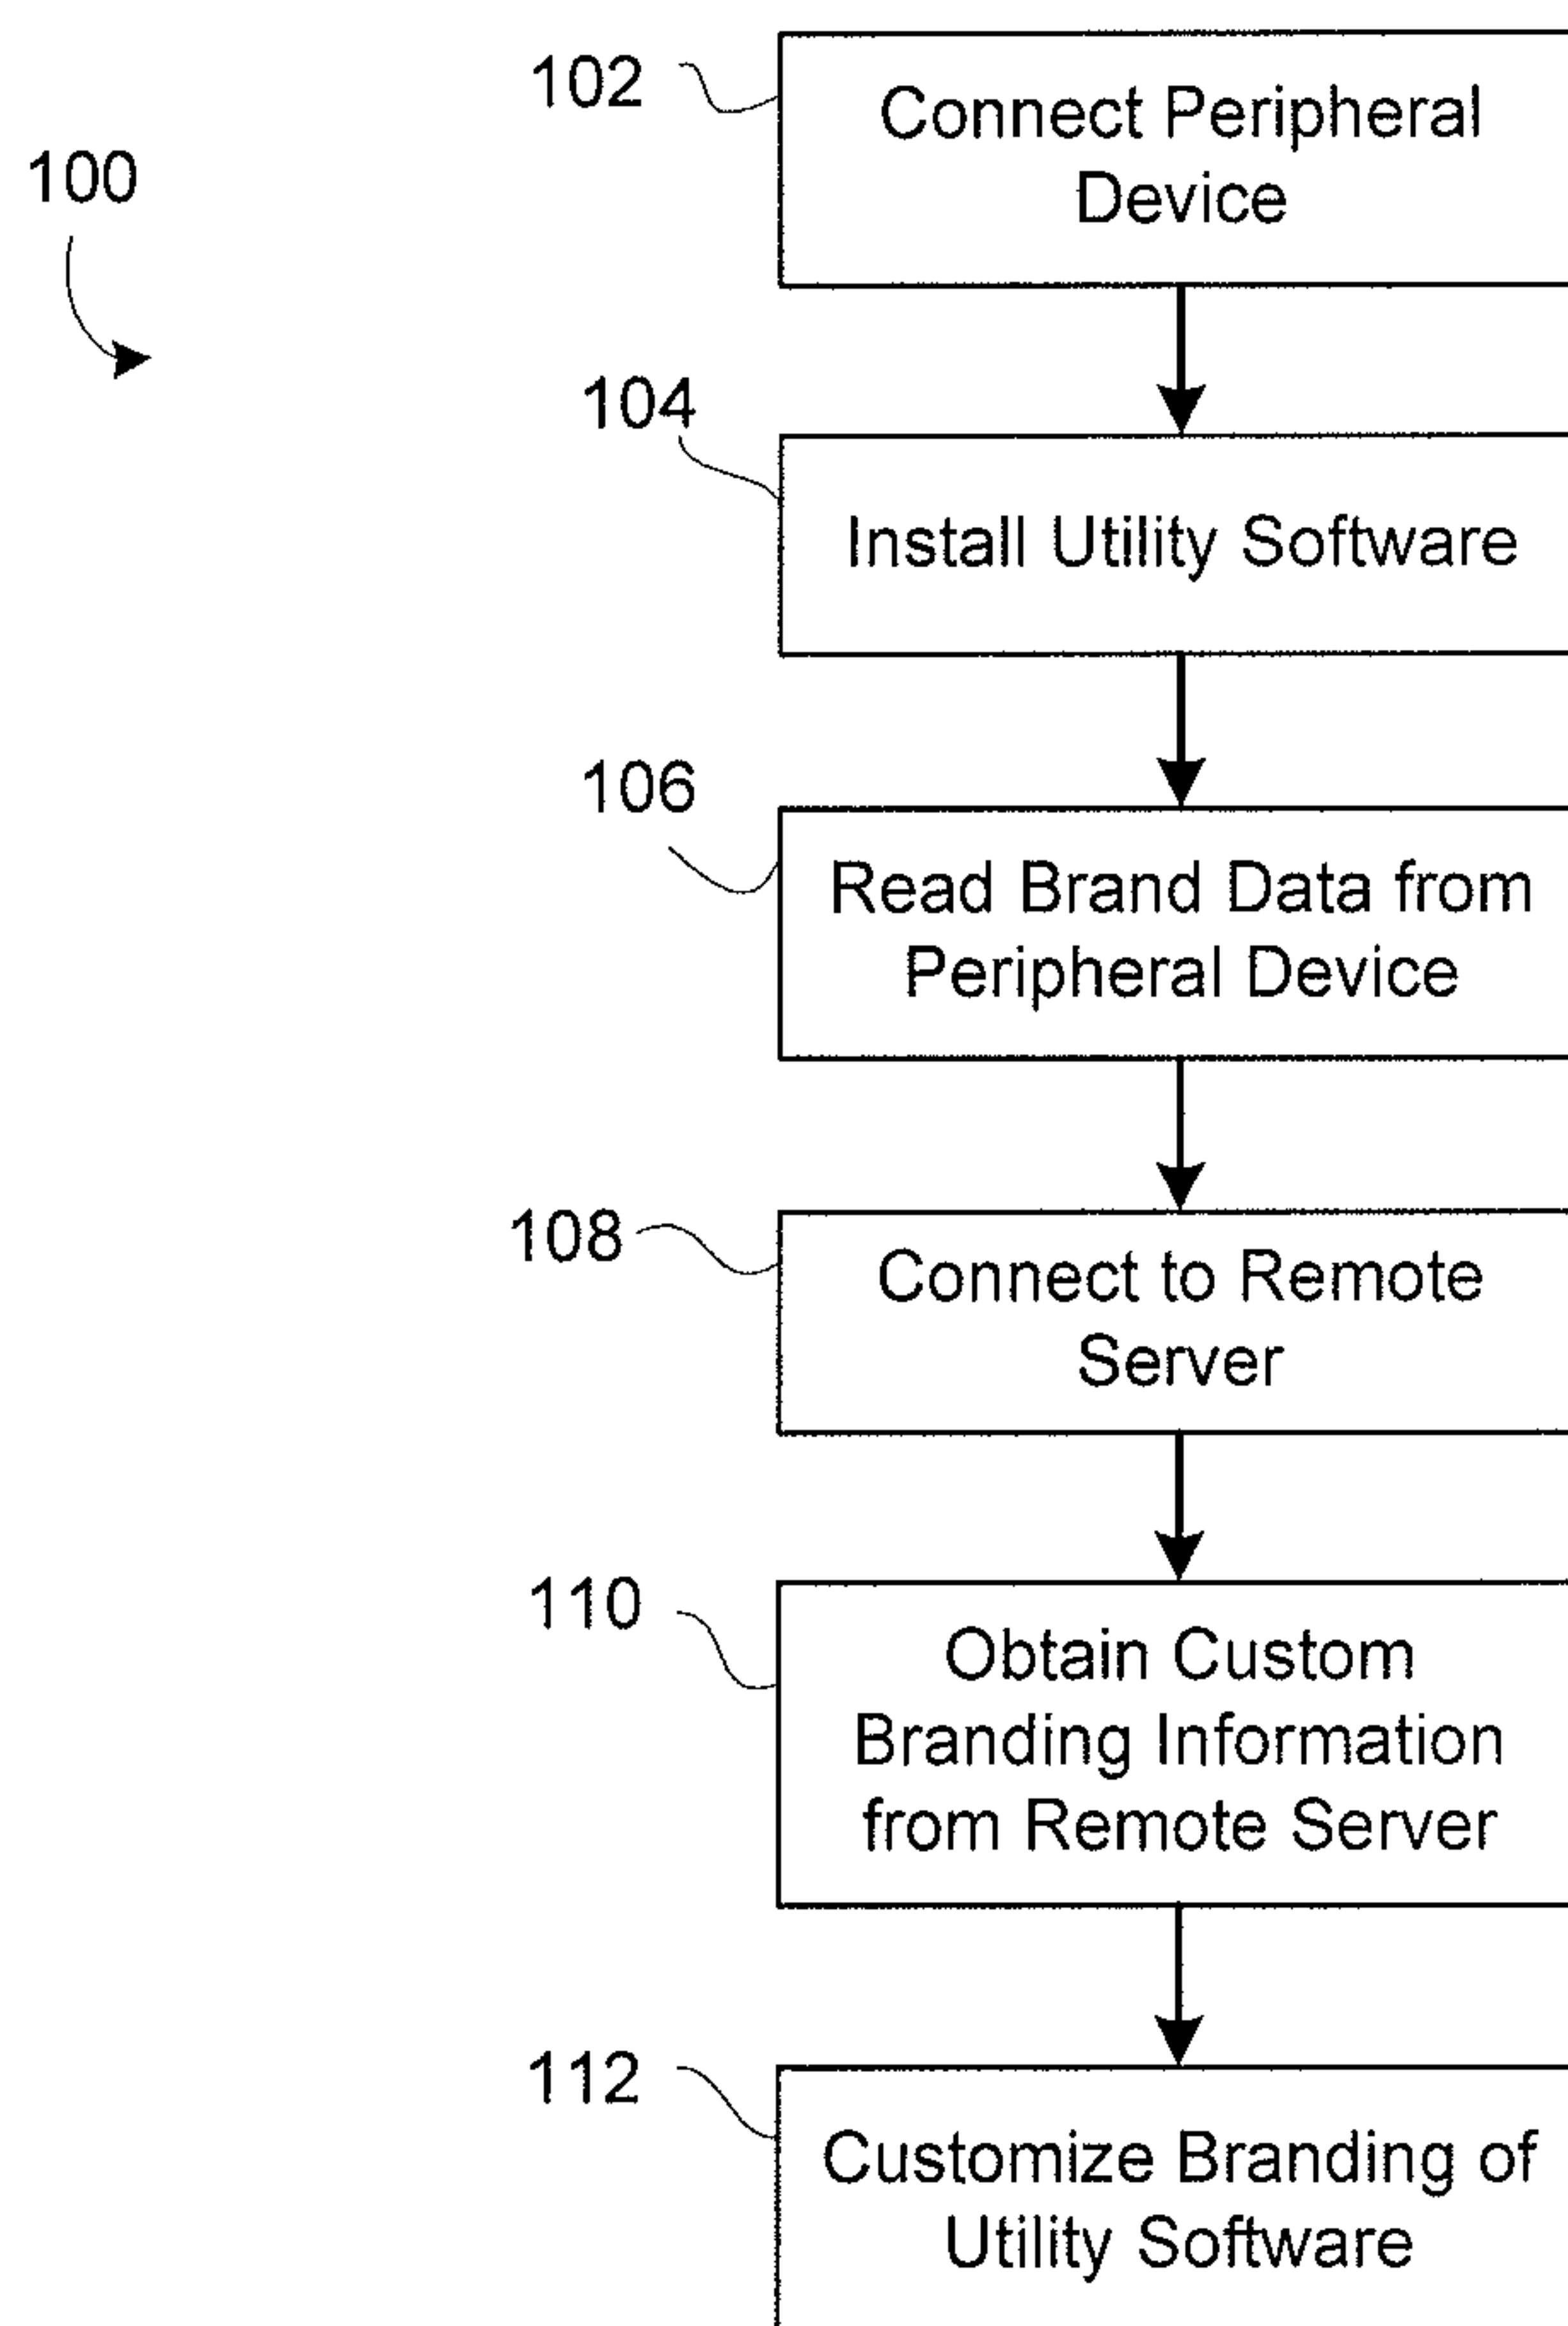 102
Connect Peripheral
Device
100
104
Install Utility Software
106
Read Brand Data from
Peripheral Device
108
Connect to Remote
Server
110
Obtain Custom
Branding Information
from Remote Server
112
Customize Branding of
Utility Software